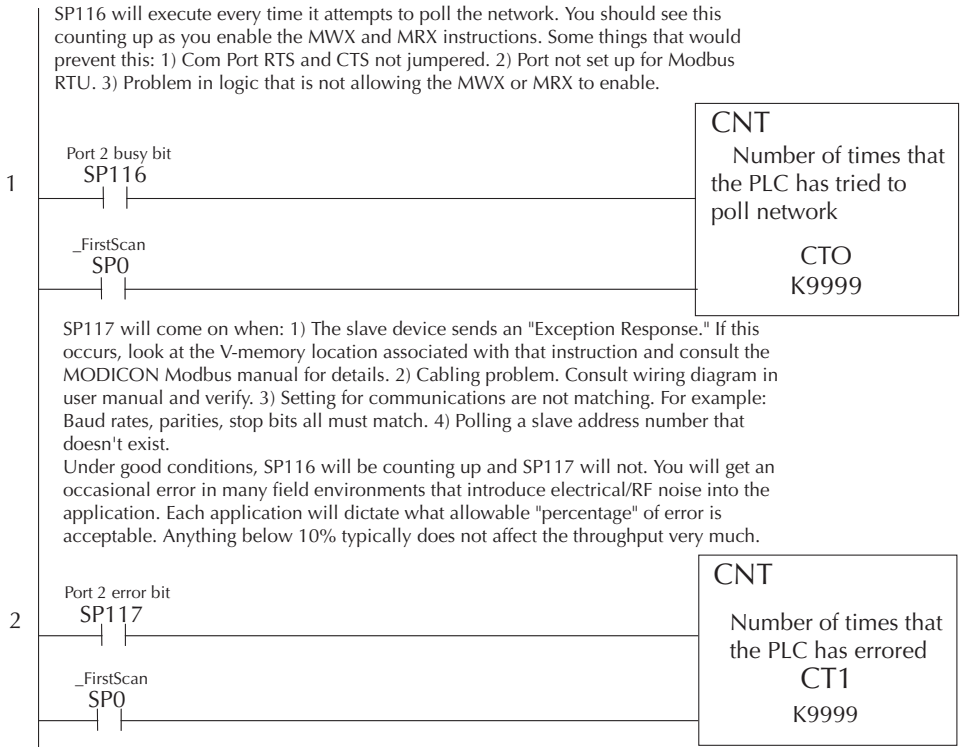 SP116 will execute every time it attempts to poll the network. You should see this
counting up as you enable the MWX and MRX instructions. Some things that would
prevent this: 1) Com Port RTS and CTS not jumpered. 2) Port not set up for Modbus
RTU. 3) Problem in logic that is not allowing the MWX or MRX to enable.
1
Port 2 busy bit
SP116
_FirstScan
SP0
CNT
Number of times that
the PLC has tried to
poll network
CTO
K9999
SP117 will come on when: 1) The slave device sends an "Exception Response." If this
occurs, look at the V-memory location associated with that instruction and consult the
MODICON Modbus manual for details. 2) Cabling problem. Consult wiring diagram in
user manual and verify. 3) Setting for communications are not matching. For example:
Baud rates, parities, stop bits all must match. 4) Polling a slave address number that
doesn't exist.
Under good conditions, SP116 will be counting up and SP117 will not. You will get an
occasional error in many field environments that introduce electrical/RF noise into the
application. Each application will dictate what allowable "percentage" of error is
acceptable. Anything below 10% typically does not affect the throughput very much.
2
Port 2 error bit
SP117
_FirstScan
SP0
CNT
Number of times that
the PLC has errored
CT1
K9999